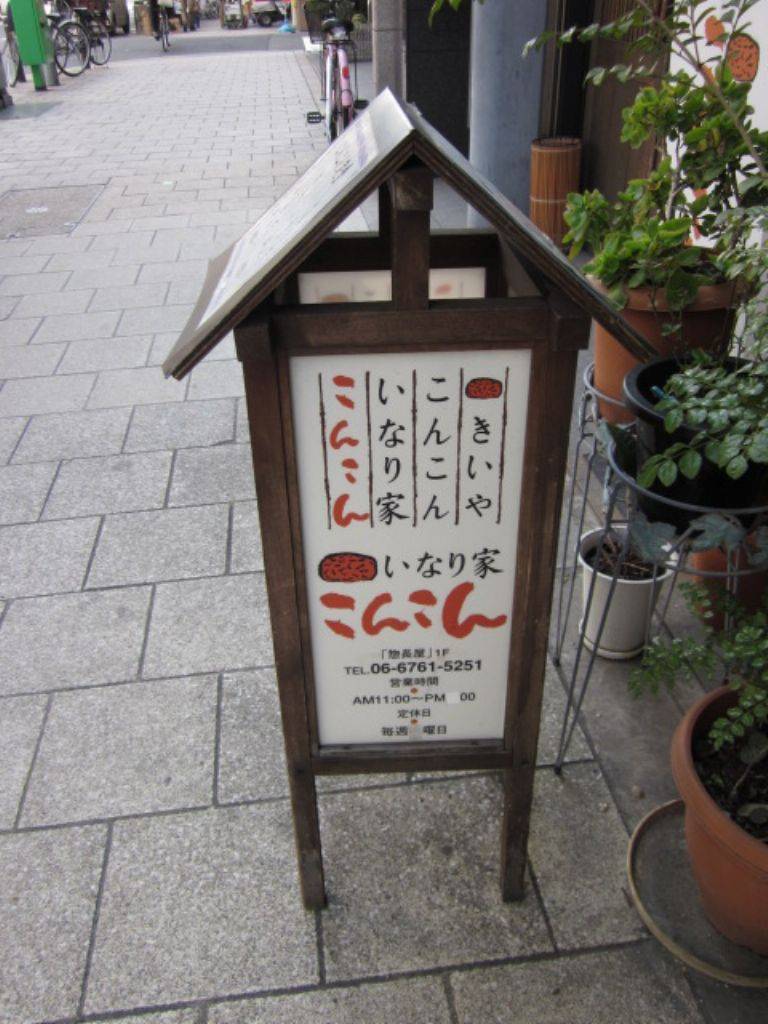 きいや
こんこん
いなり家
こんこん
いなり家
こんこん
「惣長屋」1F
TEL.06-6761-5251
営業時間
AM11:00〜PM 00
定休日
毎週 曜日